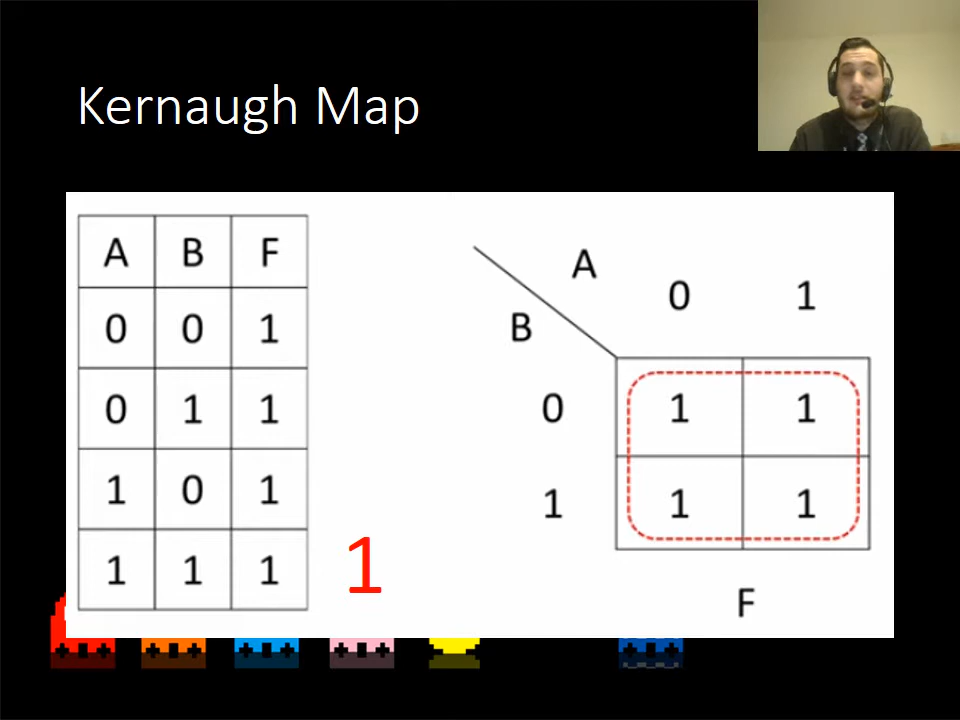 Kernaugh Map
A B F
0 0 1
0 1 1
1 0 1
1 1 1
1
A
B
0 1
0 1 1
1 1 1
F